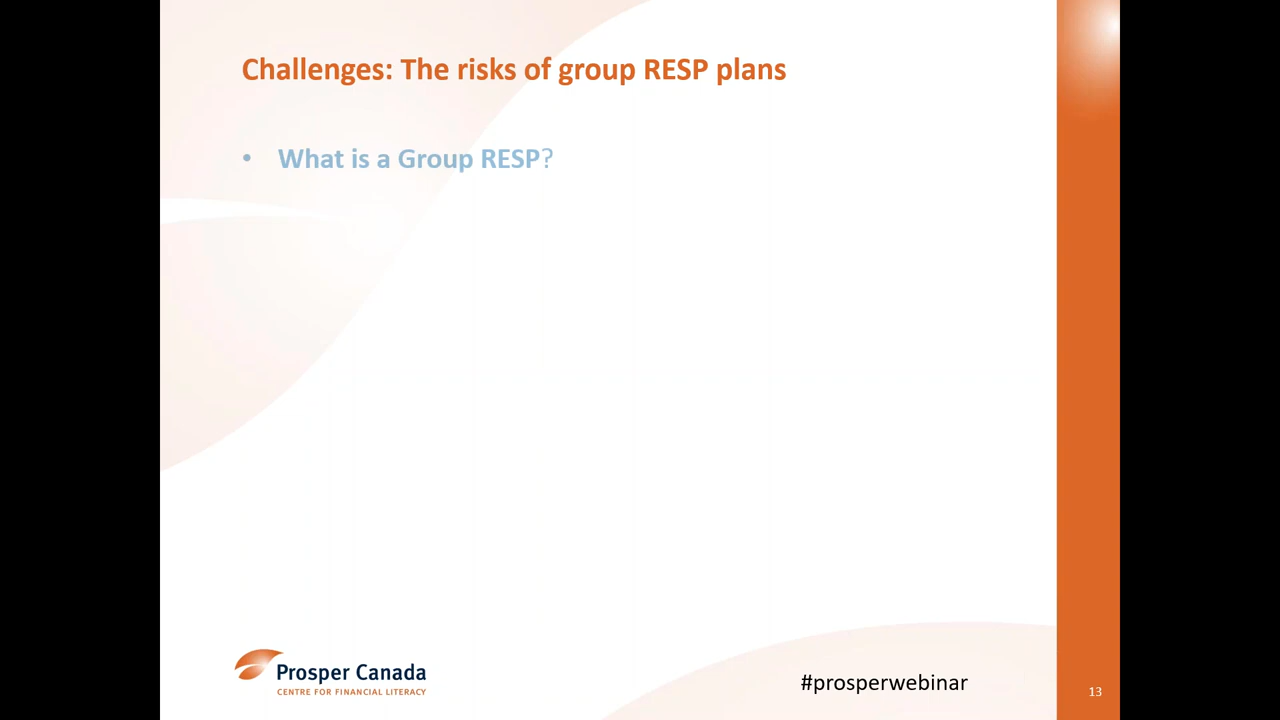 Challenges: The risks of group RESP plans
• What is a Group RESP?
Prosper Canada
CENTRE FOR FINANCIAL LITERACY
#prosperwebinar
13